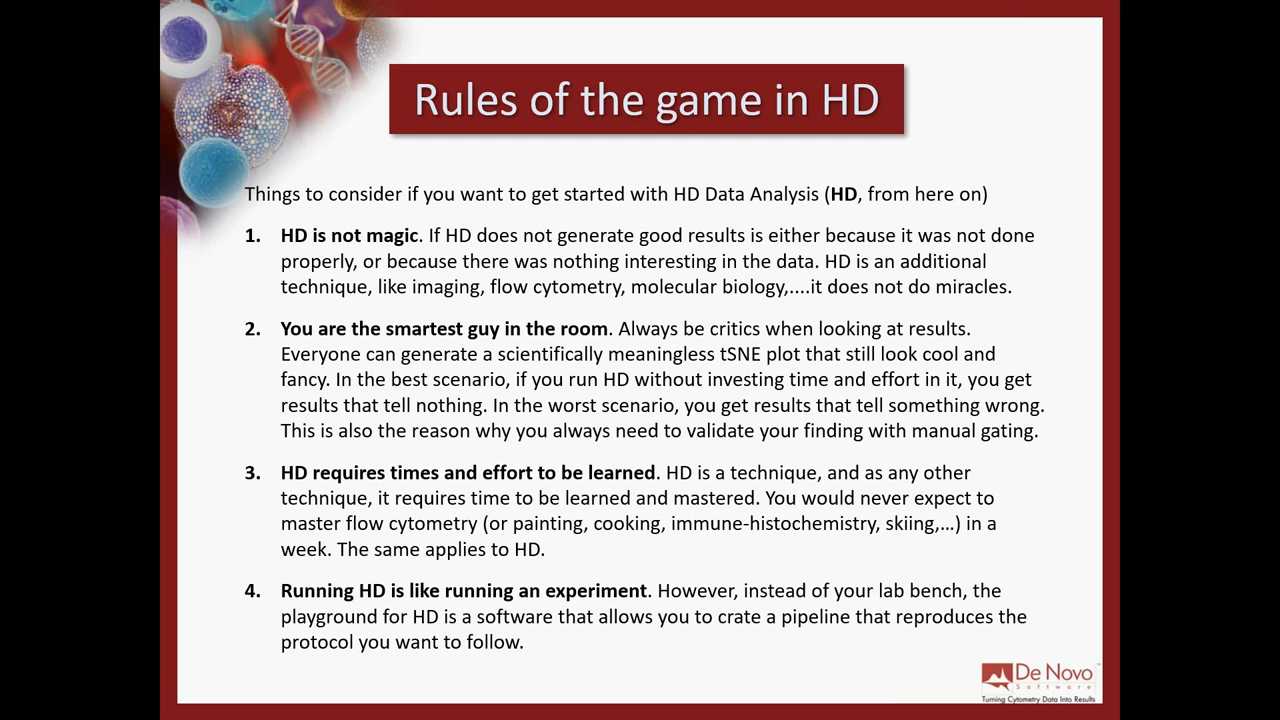 Rules of the game in HD
Things to consider if you want to get started with HD Data Analysis (HD, from here on)
1. HD is not magic. If HD does not generate good results is either because it was not done
properly, or because there was nothing interesting in the data. HD is an additional
technique, like imaging, flow cytometry, molecular biology,....it does not do miracles.
2. You are the smartest guy in the room. Always be critics when looking at results.
Everyone can generate a scientifically meaningless tSNE plot that still look cool and
fancy. In the best scenario, if you run HD without investing time and effort in it, you get
results that tell nothing. In the worst scenario, you get results that tell something wrong.
This is also the reason why you always need to validate your finding with manual gating.
3. HD requires times and effort to be learned. HD is a technique, and as any other
technique, it requires time to be learned and mastered. You would never expect to
master flow cytometry (or painting, cooking, immune-histochemistry, skiing,...) in a
week. The same applies to HD.
4. Running HD is like running an experiment. However, instead of your lab bench, the
playground for HD is a software that allows you to crate a pipeline that reproduces the
protocol you want to follow.
De Novo
Software
Turning Cytometry Data Into Results